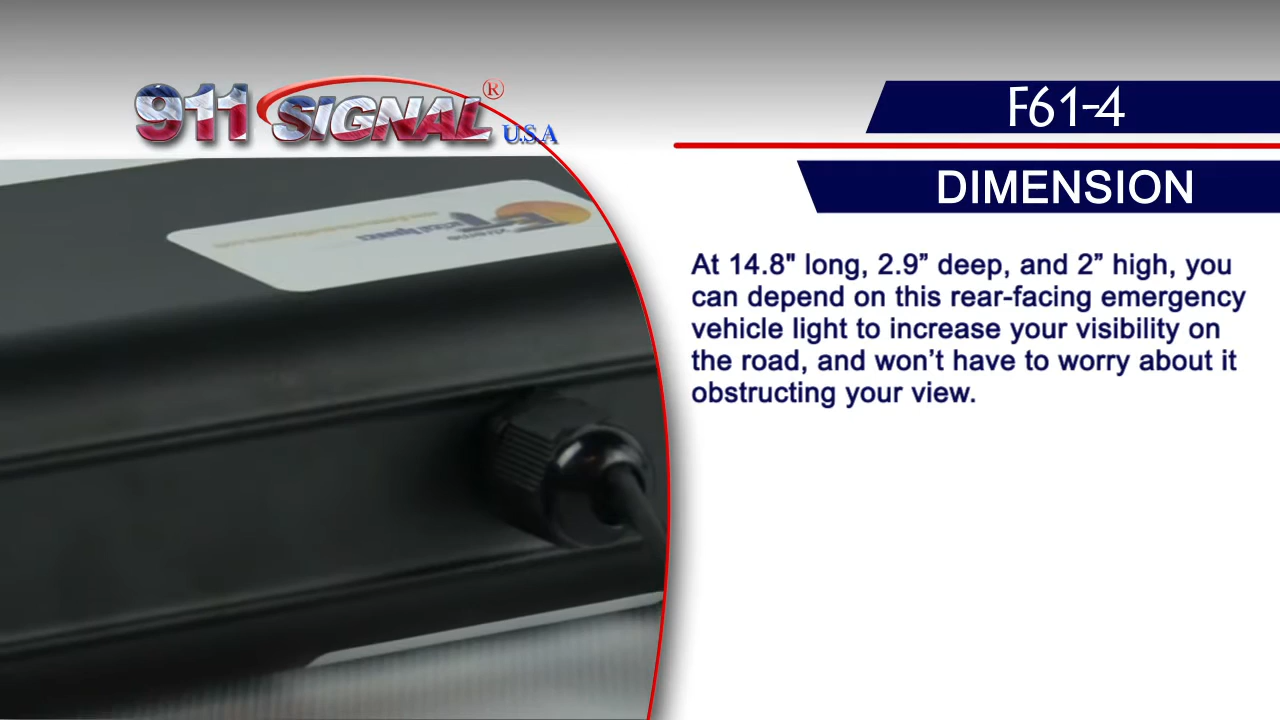 911 SIGNAL® U.S.A
F61-4
DIMENSION
At 14.8" long, 2.9” deep, and 2” high, you
can depend on this rear-facing emergency
vehicle light to increase your visibility on
the road, and won’t have to worry about it
obstructing your view.